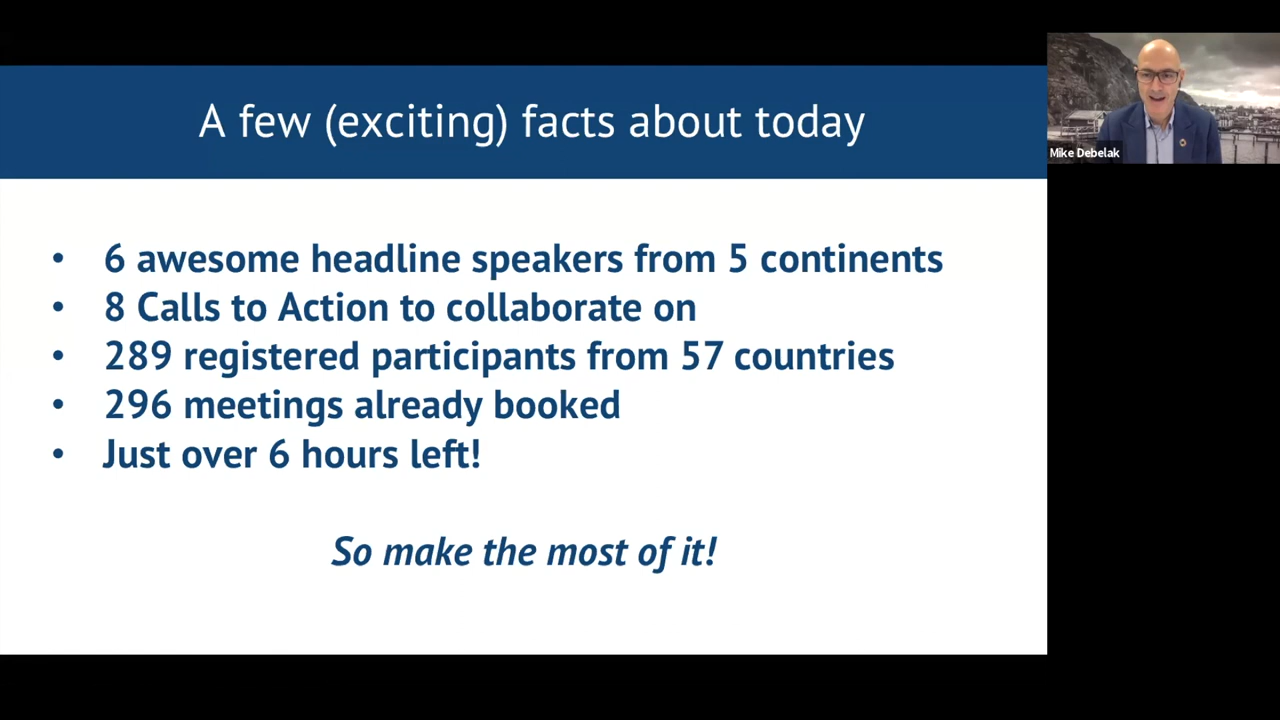 A few (exciting) facts about today
Mike Debelak
• 6 awesome headline speakers from 5 continents
• 8 Calls to Action to collaborate on
• 289 registered participants from 57 countries
• 296 meetings already booked
• Just over 6 hours left!
So make the most of it!